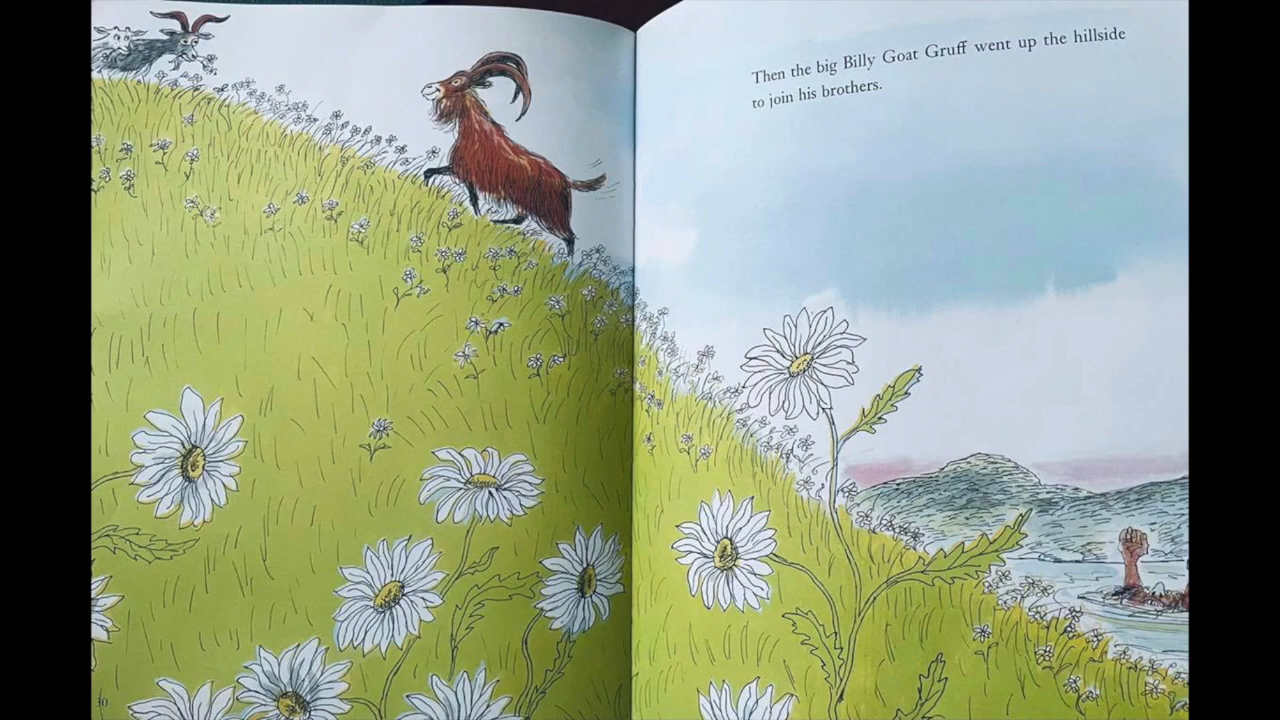 Then the big Billy Goat Gruff went up the hillside
to join his brothers.
30